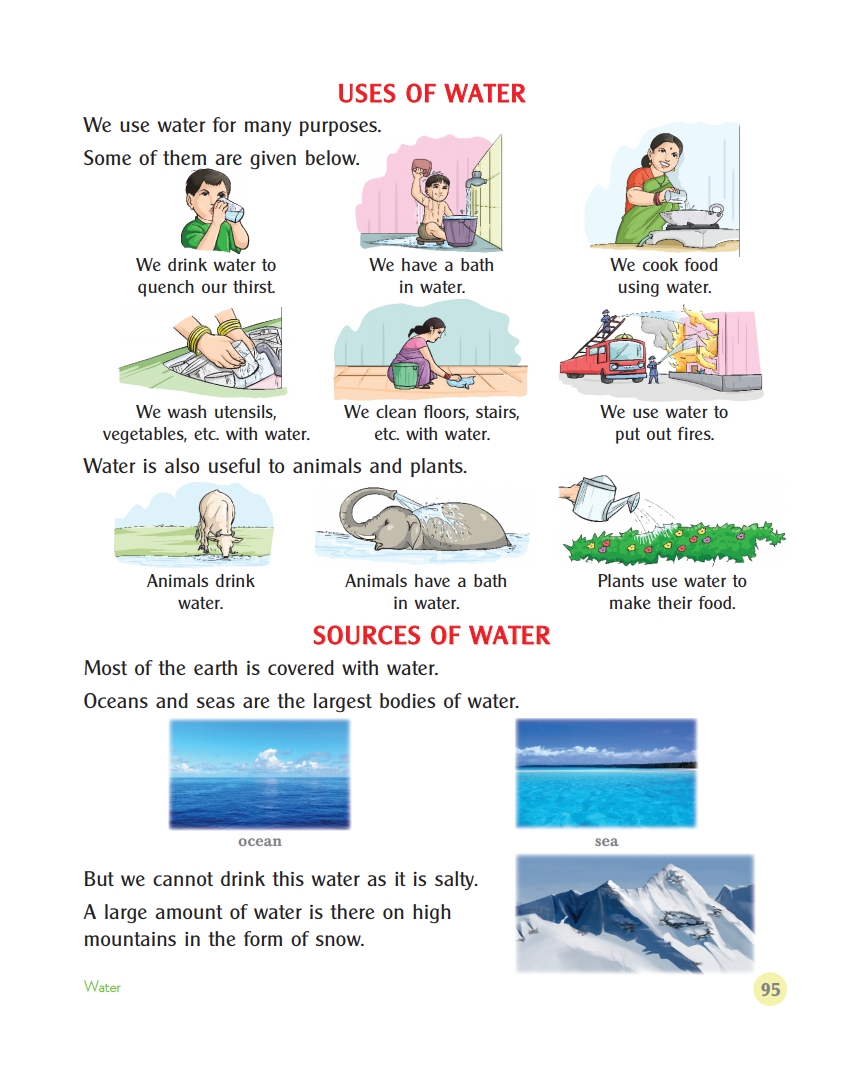 USES OF WATER
We use water for many purposes.
Some of them are given below.
We drink water to
quench our thirst.
We have a bath
in water.
We cook food
using water.
We wash utensils,
vegetables, etc. with water.
We clean floors, stairs,
etc. with water.
We use water to
put out fires.
Water is also useful to animals and plants.
Animals drink
water.
Animals have a bath
in water.
Plants use water to
make their food.
SOURCES OF WATER
Most of the earth is covered with water.
Oceans and seas are the largest bodies of water.
ocean
sea
But we cannot drink this water as it is salty.
A large amount of water is there on high
mountains in the form of snow.
Water
95